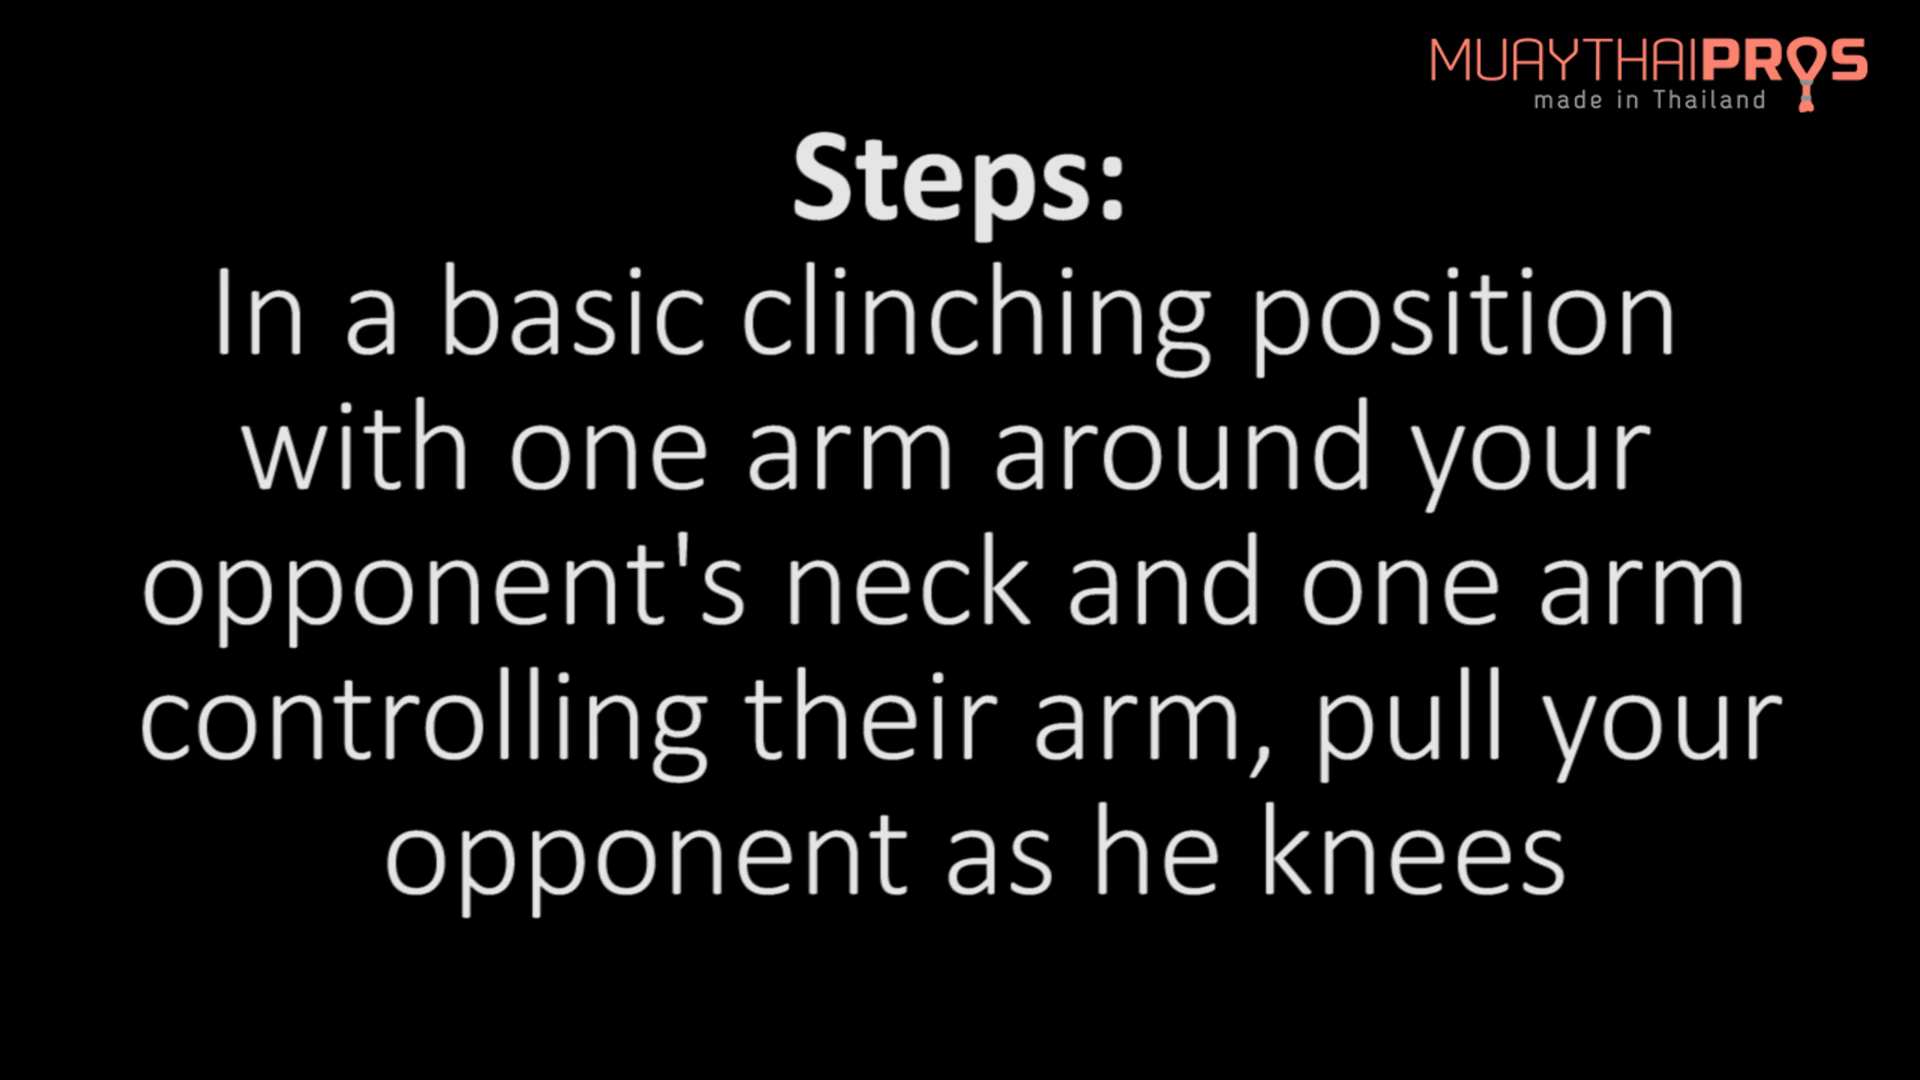 MUAYTHAIPROS
made in Thailand
Steps:
In a basic clinching position
with one arm around your
opponent's neck and one arm
controlling their arm, pull your
opponent as he knees